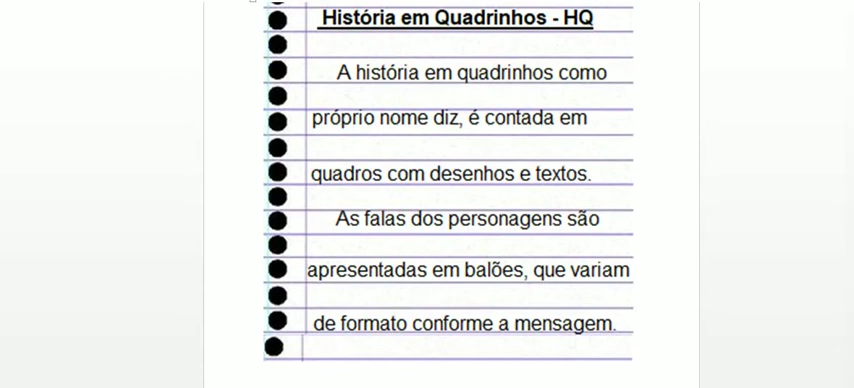 História em Quadrinhos - HQ
A história em quadrinhos como
próprio nome diz, é contada em
quadros com desenhos e textos.
As falas dos personagens são
apresentadas em balões, que variam
de formato conforme a mensagem.